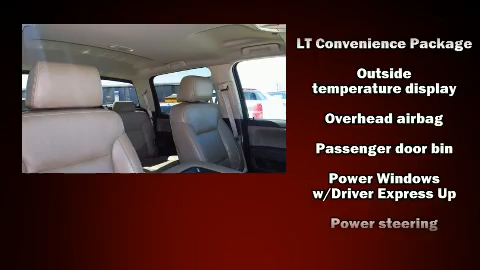 LT Convenience Package
Outside
temperature display
Overhead airbag
Passenger door bin
Power Windows
w/Driver Express Up
Power steering